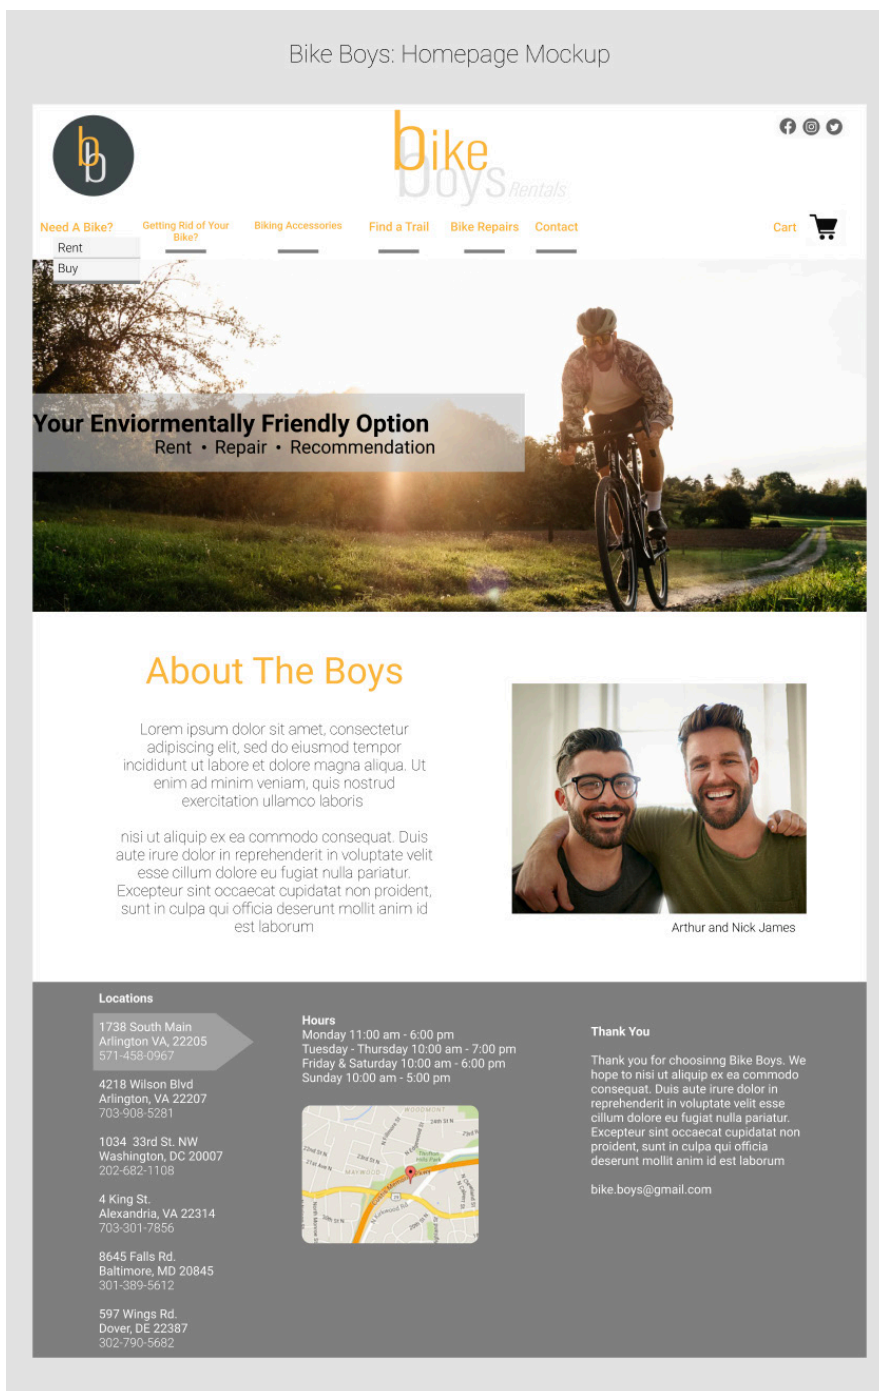 Bike Boys: Homepage Mockup
bb
bike
boys Rentals
Need A Bike?
Rent
Buy
Getting Rid of Your
Bike?
Biking Accessories
Find a Trail
Bike Repairs
Contact
Cart
Your Enviormentally Friendly Option
Rent • Repair • Recommendation
About The Boys
Lorem ipsum dolor sit amet, consectetur
adipiscing elit, sed do eiusmod tempor
incididunt ut labore et dolore magna aliqua. Ut
enim ad minim veniam, quis nostrud
exercitation ullamco laboris
nisi ut aliquip ex ea commodo consequat. Duis
aute irure dolor in reprehenderit in voluptate velit
esse cillum dolore eu fugiat nulla pariatur.
Excepteur sint occaecat cupidatat non proident,
sunt in culpa qui officia deserunt mollit anim id
est laborum
Arthur and Nick James
Locations
1738 South Main
Arlington VA, 22205
571-458-0967
4218 Wilson Blvd
Arlington, VA 22207
703-908-5281
1034 33rd St. NW
Washington, DC 20007
202-682-1108
4 King St.
Alexandria, VA 22314
703-301-7856
8645 Falls Rd.
Baltimore, MD 20845
301-389-5612
597 Wings Rd.
Dover, DE 22387
302-790-5682
Hours
Monday 11:00 am - 6:00 pm
Tuesday - Thursday 10:00 am - 7:00 pm
Friday & Saturday 10:00 am - 6:00 pm
Sunday 10:00 am - 5:00 pm
WOODMONT
24th St N
23rd St N
MAYWOOD
21st Ave N
20th St N
N Kirkwood Rd
Thank You
Thank you for choosinng Bike Boys. We
hope to nisi ut aliquip ex ea commodo
consequat. Duis aute irure dolor in
reprehenderit in voluptate velit esse
cillum dolore eu fugiat nulla pariatur.
Excepteur sint occaecat cupidatat non
proident, sunt in culpa qui officia
deserunt mollit anim id est laborum
bike.boys@gmail.com